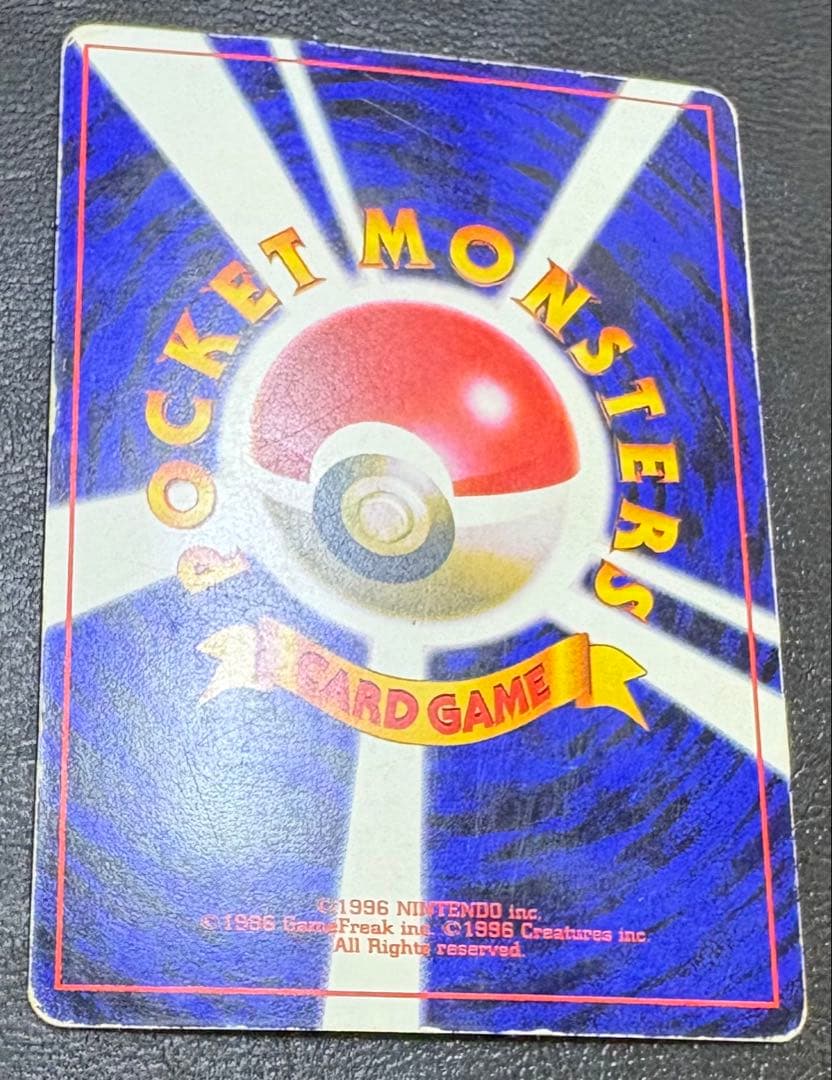 POCKET MONSTERS
CARD GAME
©1996 NINTENDO inc.
©1996 GameFreak inc. ©1996 Creatures inc.
All Rights reserved.